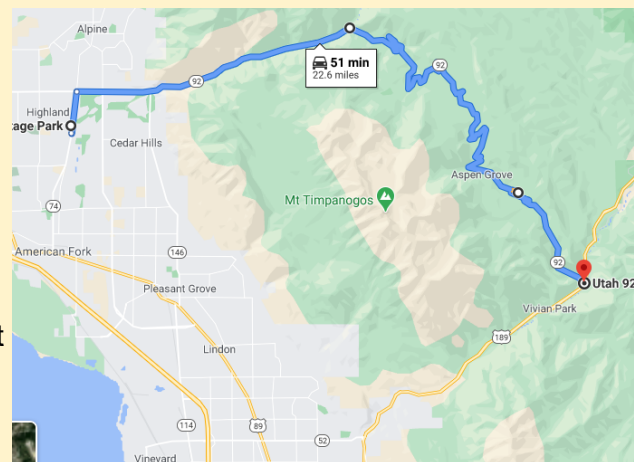 Alpine
51 min
22.6 miles
92
92
Highland
tage Park
Cedar Hills
Aspen Grove
Mt Timpanogos
74
American Fork
146
92
Utah 92
Pleasant Grove
Vivian Park
t
189
Lindon
114
89
52
Vineyard